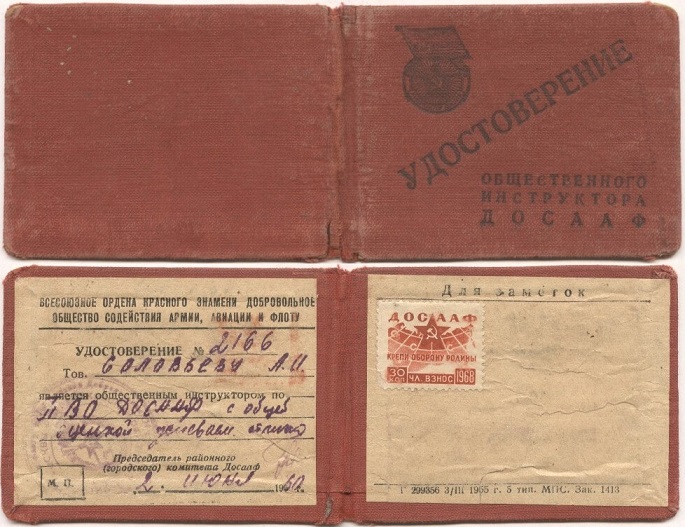 УДОСТОВЕРЕНИЕ
ОБЩЕСТВЕННОГО
ИНСТРУКТОРА
ДОСААФ
ВСЕСОЮЗНОЕ ОРДЕНА КРАСНОГО ЗНАМЕНИ ДОБРОВОЛЬНОЕ
ОБЩЕСТВО СОДЕЙСТВИЯ АРМИИ, АВИАЦИИ И ФЛОТУ
УДОСТОВЕРЕНИЕ № 2166
Тов. Соловьеву А.И
является общественным инструктором по
ДОСААФ с общей
оценкой
Председатель районного
(городского) комитета Досааф
М. П.
2 июня
Для заметок
ДОСААФ
КРЕПИ ОБОРОНУ РОДИНЫ
30 КОП ЧЛ. ВЗНОС 1968
Г 299356 3/III 1965 г. 5 тип. МПС. Зак. 1413